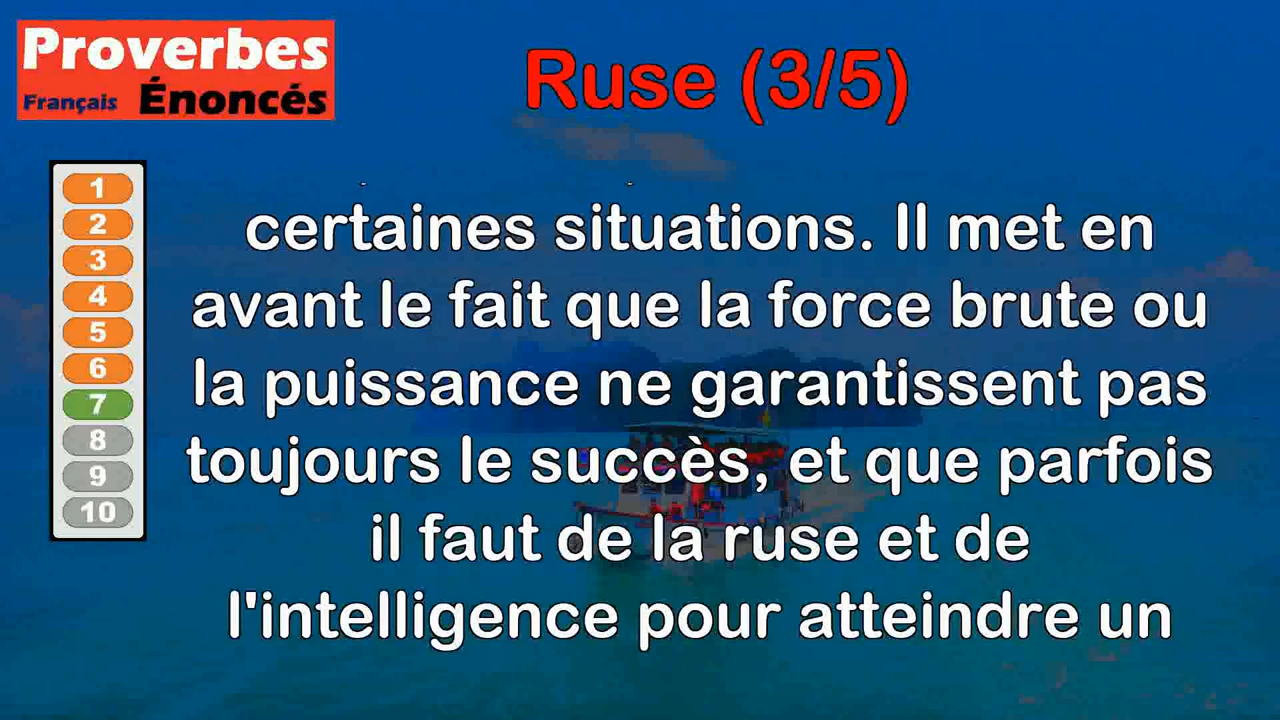 Proverbes
Français Énoncés
Ruse (3/5)
1
2
3
4
5
6
7
8
9
10
certaines situations. Il met en
avant le fait que la force brute ou
la puissance ne garantissent pas
toujours le succès, et que parfois
il faut de la ruse et de
l'intelligence pour atteindre un